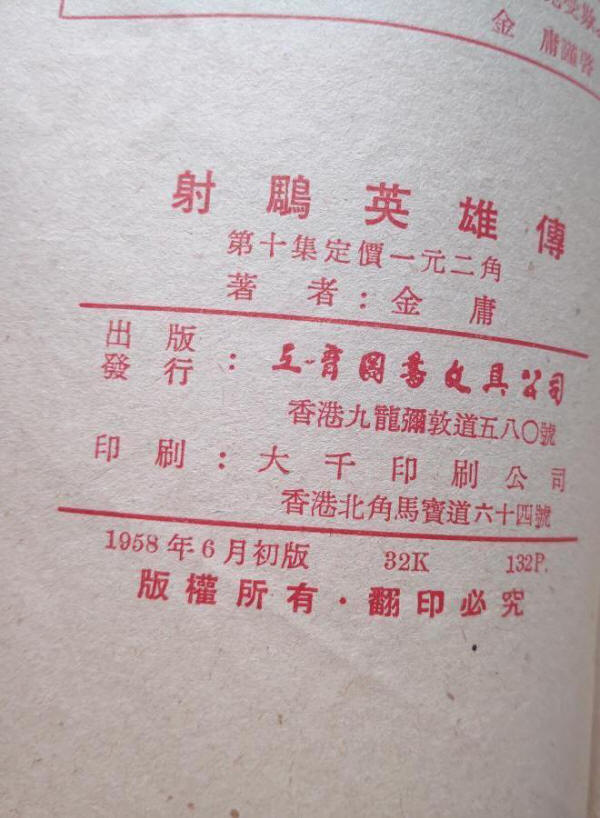 金 庸謹啓
射鵰英雄傳
第十集定價一元二角
著者：金庸
出版
發行：三育圖書文具公司
香港九龍彌敦道五八〇號
印刷：大千印刷公司
香港北角馬寶道六十四號
1958年6月初版 32K 132P.
版權所有·翻印必究